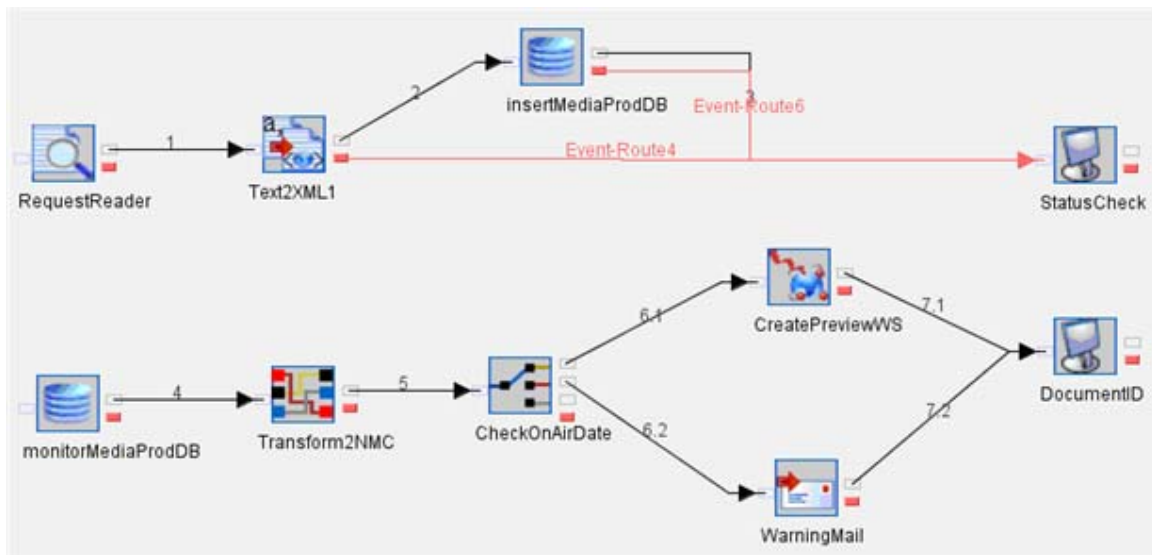 2
insertMediaProdDB
3
Event-Route6
1
a,
Event-Route4
RequestReader
Text2XML1
StatusCheck
6.1
CreatePreviewWS
7.1
4
5
monitorMediaProdDB
Transform2NMC
CheckOnAirDate
DocumentID
6.2
7.2
WarningMail